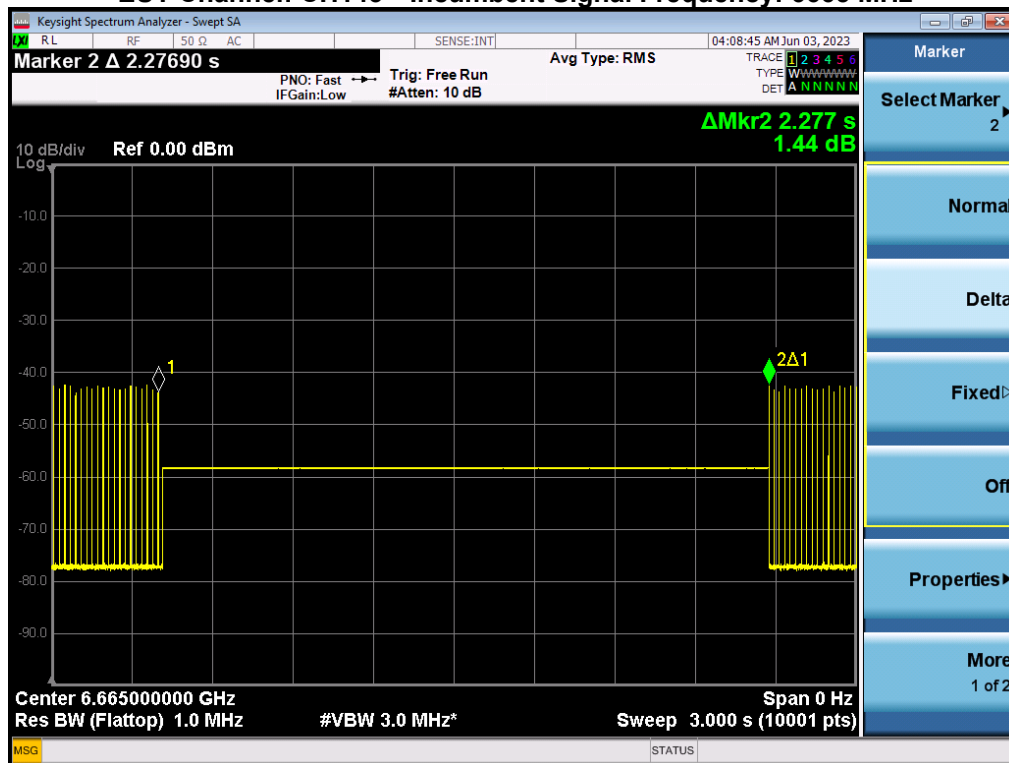 Keysight Spectrum Analyzer - Swept SA
LXI RL RF 50 Ω AC SENSE:INT 04:08:45 AM Jun 03, 2023
Marker 2 Δ 2.27690 s
Avg Type: RMS
TRACE 1 2 3 4 5 6
TYPE WWWWWW
DET A N N N N N
PNO: Fast
IFGain:Low
Trig: Free Run
#Atten: 10 dB
ΔMkr2 2.277 s
1.44 dB
10 dB/div Ref 0.00 dBm
Log
-10.0
-20.0
-30.0
-40.0
-50.0
-60.0
-70.0
-80.0
-90.0
1
2Δ1
Center 6.665000000 GHz Span 0 Hz
Res BW (Flattop) 1.0 MHz #VBW 3.0 MHz* Sweep 3.000 s (10001 pts)
MSG STATUS
Marker
Select Marker
2
Normal
Delta
Fixed
Off
Properties
More
1 of 2